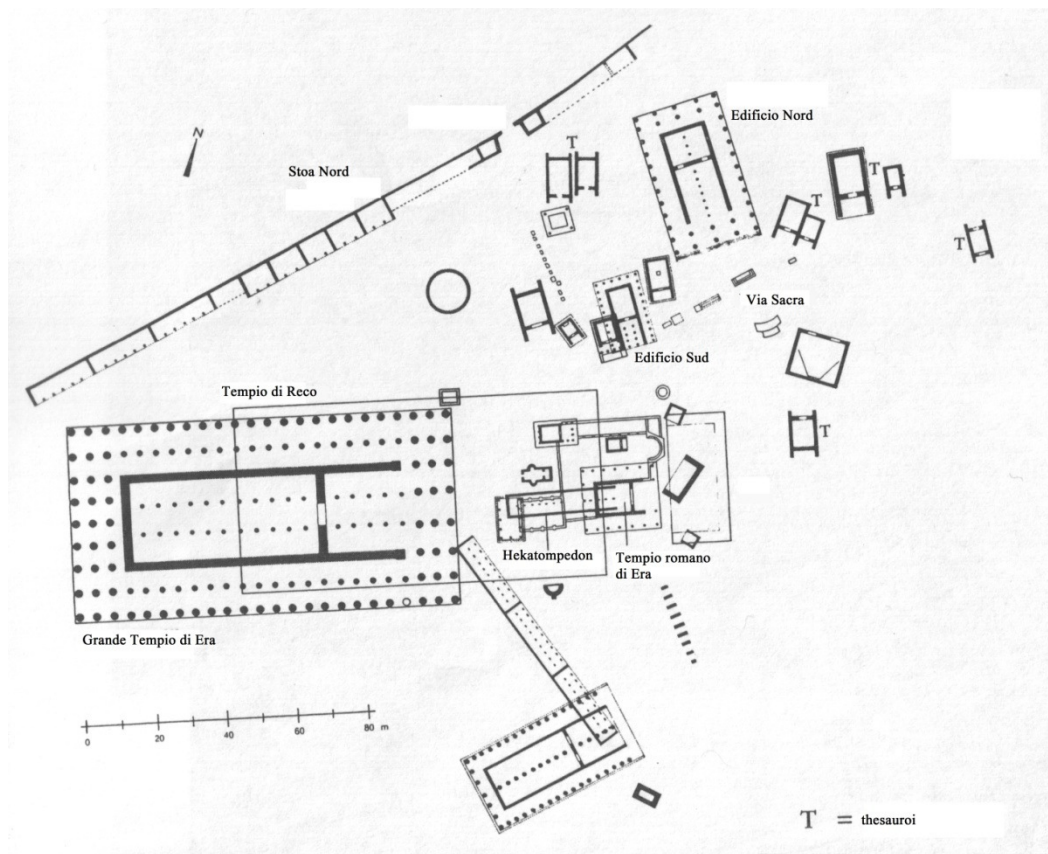 Edificio Nord
N
T
Stoa Nord
T
T
T
Via Sacra
Edificio Sud
Tempio di Reco
T
Hekatompedon
Tempio romano
di Era
Grande Tempio di Era
0 20 40 60 80 m
T = thesauroi